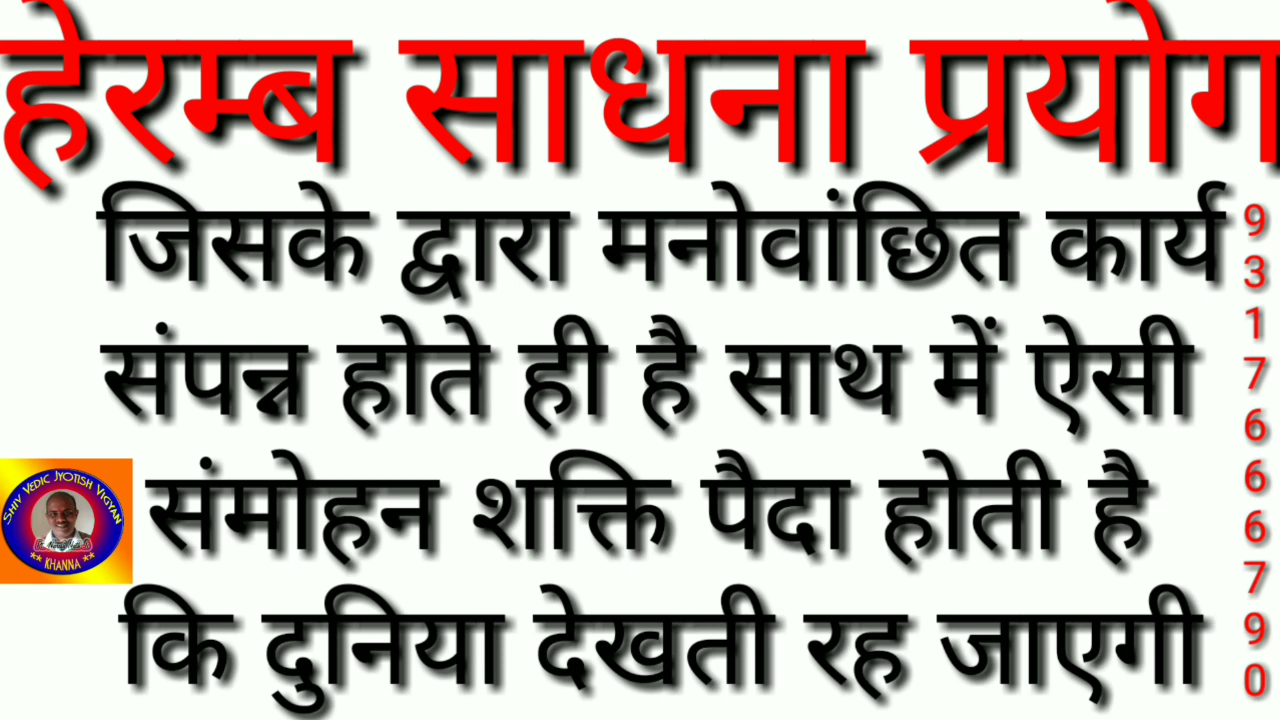 हेरम्ब साधना प्रयोग
जिसके द्वारा मनोवांछित कार्य
संपन्न होते ही है साथ में ऐसी
संमोहन शक्ति पैदा होती है
कि दुनिया देखती रह जाएगी
9317666790
SHIV VEDIC JYOTISH VIGYAN
KHANNA